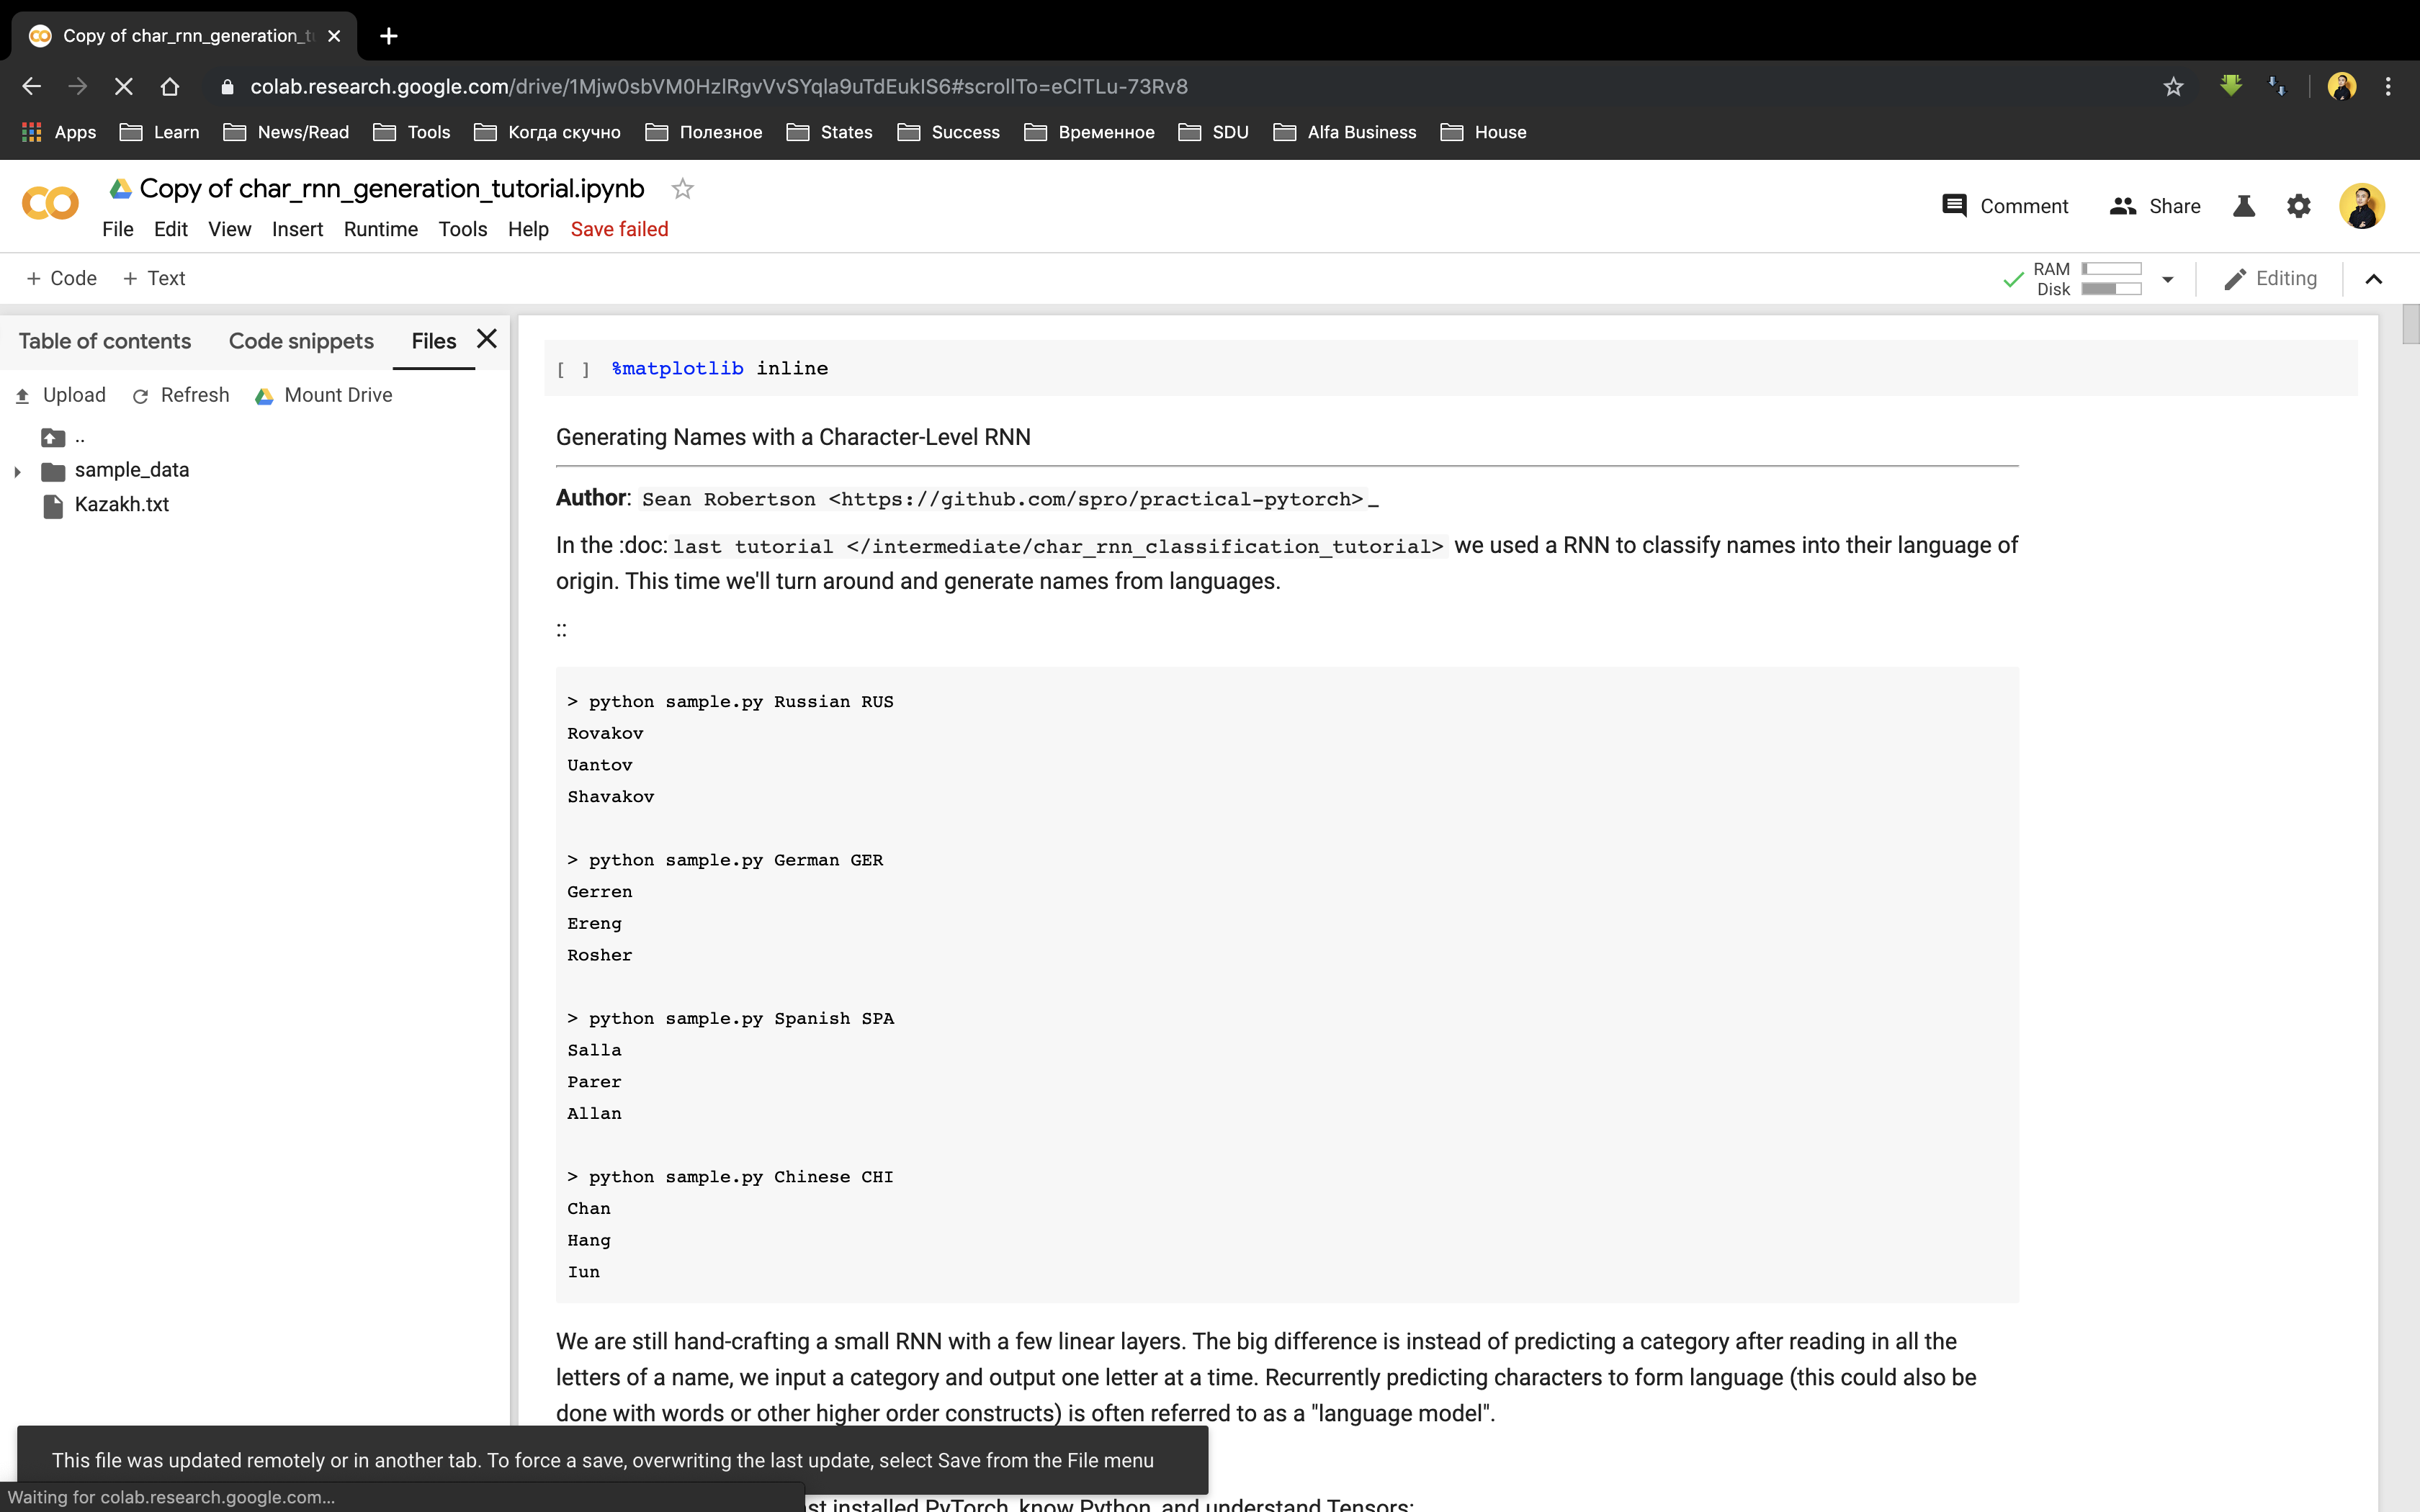 Copy of char_rnn_generation_tu
colab.research.google.com/drive/1Mjw0sbVM0HzlRgvVvSYqla9uTdEukIS6#scrollTo=eClTLu-73Rv8
Apps Learn News/Read Tools Когда скучно Полезное States Success Временное SDU Alfa Business House
Copy of char_rnn_generation_tutorial.ipynb
File Edit View Insert Runtime Tools Help Save failed
Comment Share
+ Code + Text
RAM
Disk
Editing
Table of contents Code snippets Files
Upload Refresh Mount Drive
..
sample_data
Kazakh.txt
[ ] %matplotlib inline
Generating Names with a Character-Level RNN
Author: Sean Robertson <https://github.com/spro/practical-pytorch>_
In the :doc: last tutorial </intermediate/char_rnn_classification_tutorial> we used a RNN to classify names into their language of
origin. This time we'll turn around and generate names from languages.
::
> python sample.py Russian RUS
Rovakov
Uantov
Shavakov
> python sample.py German GER
Gerren
Ereng
Rosher
> python sample.py Spanish SPA
Salla
Parer
Allan
> python sample.py Chinese CHI
Chan
Hang
Iun
We are still hand-crafting a small RNN with a few linear layers. The big difference is instead of predicting a category after reading in all the
letters of a name, we input a category and output one letter at a time. Recurrently predicting characters to form language (this could also be
done with words or other higher order constructs) is often referred to as a "language model".
This file was updated remotely or in another tab. To force a save, overwriting the last update, select Save from the File menu
Waiting for colab.research.google.com...
st installed PyTorch, know Python, and understand Tensors: